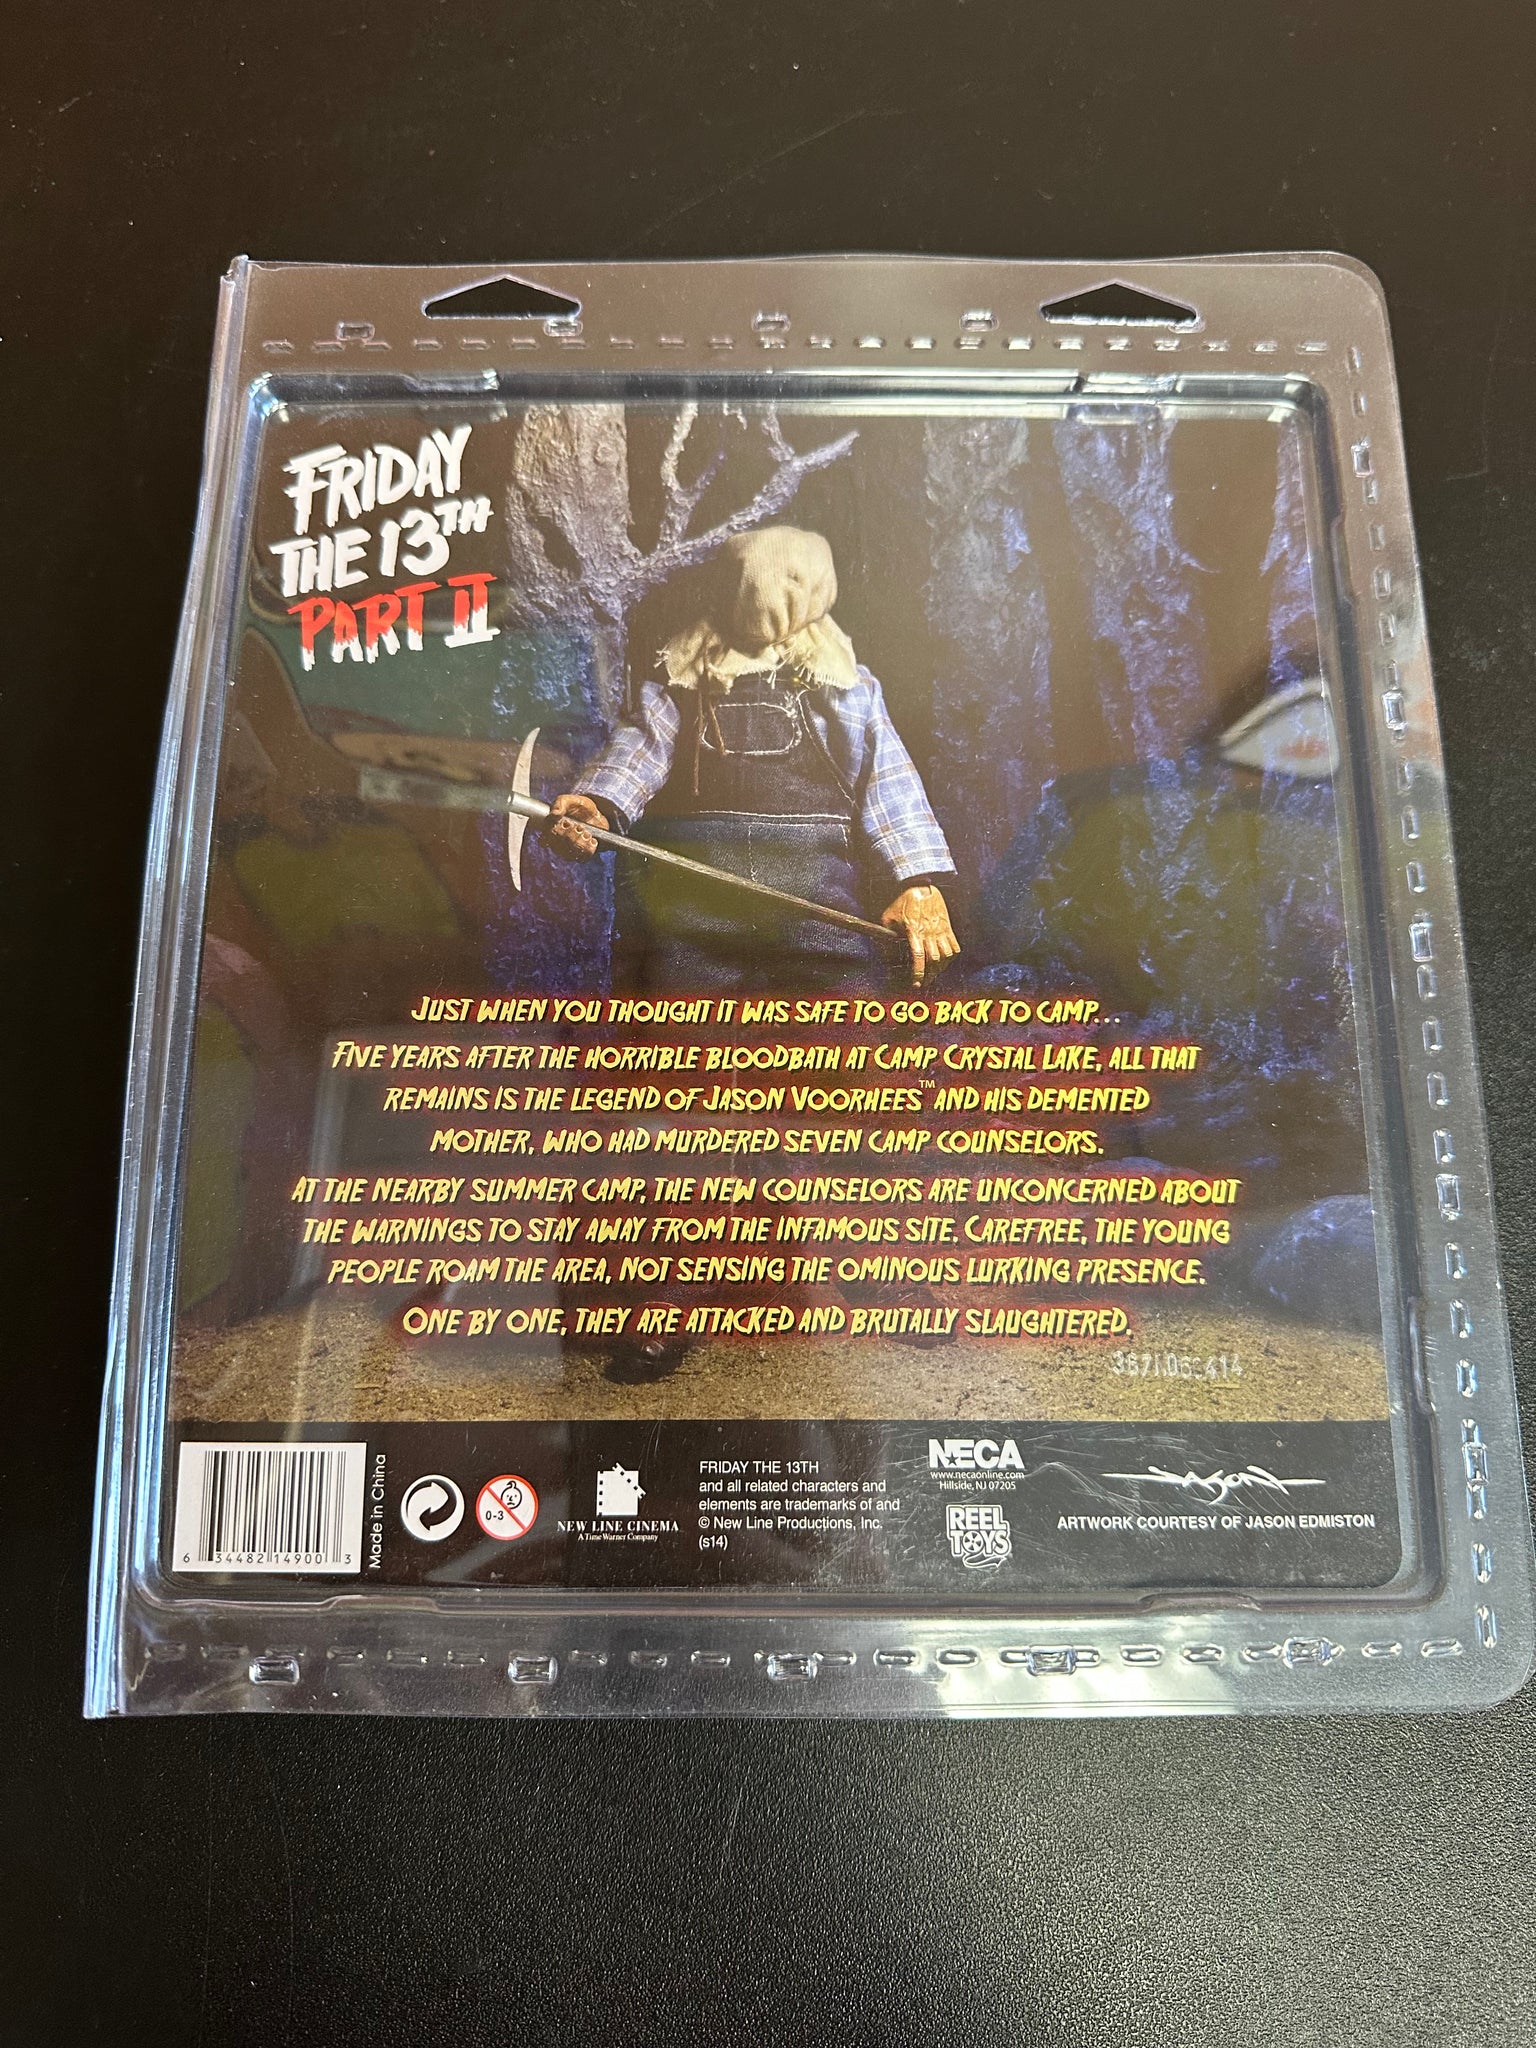 FRIDAY
THE 13TH
PART II
JUST WHEN YOU THOUGHT IT WAS SAFE TO GO BACK TO CAMP...
FIVE YEARS AFTER THE HORRIBLE BLOODBATH AT CAMP CRYSTAL LAKE, ALL THAT
REMAINS IS THE LEGEND OF JASON VOORHEES™ AND HIS DEMENTED
MOTHER, WHO HAD MURDERED SEVEN CAMP COUNSELORS.
AT THE NEARBY SUMMER CAMP, THE NEW COUNSELORS ARE UNCONCERNED ABOUT
THE WARNINGS TO STAY AWAY FROM THE INFAMOUS SITE. CAREFREE, THE YOUNG
PEOPLE ROAM THE AREA, NOT SENSING THE OMINOUS LURKING PRESENCE.
ONE BY ONE, THEY ARE ATTACKED AND BRUTALLY SLAUGHTERED.
6 34482 14900 3
Made in China
0-3
NEW LINE CINEMA
A Time Warner Company
FRIDAY THE 13TH
and all related characters and
elements are trademarks of and
© New Line Productions, Inc.
(s14)
NECA
www.necaonline.com
Hillside, NJ 07205
REEL
TOYS
JASON
ARTWORK COURTESY OF JASON EDMISTON